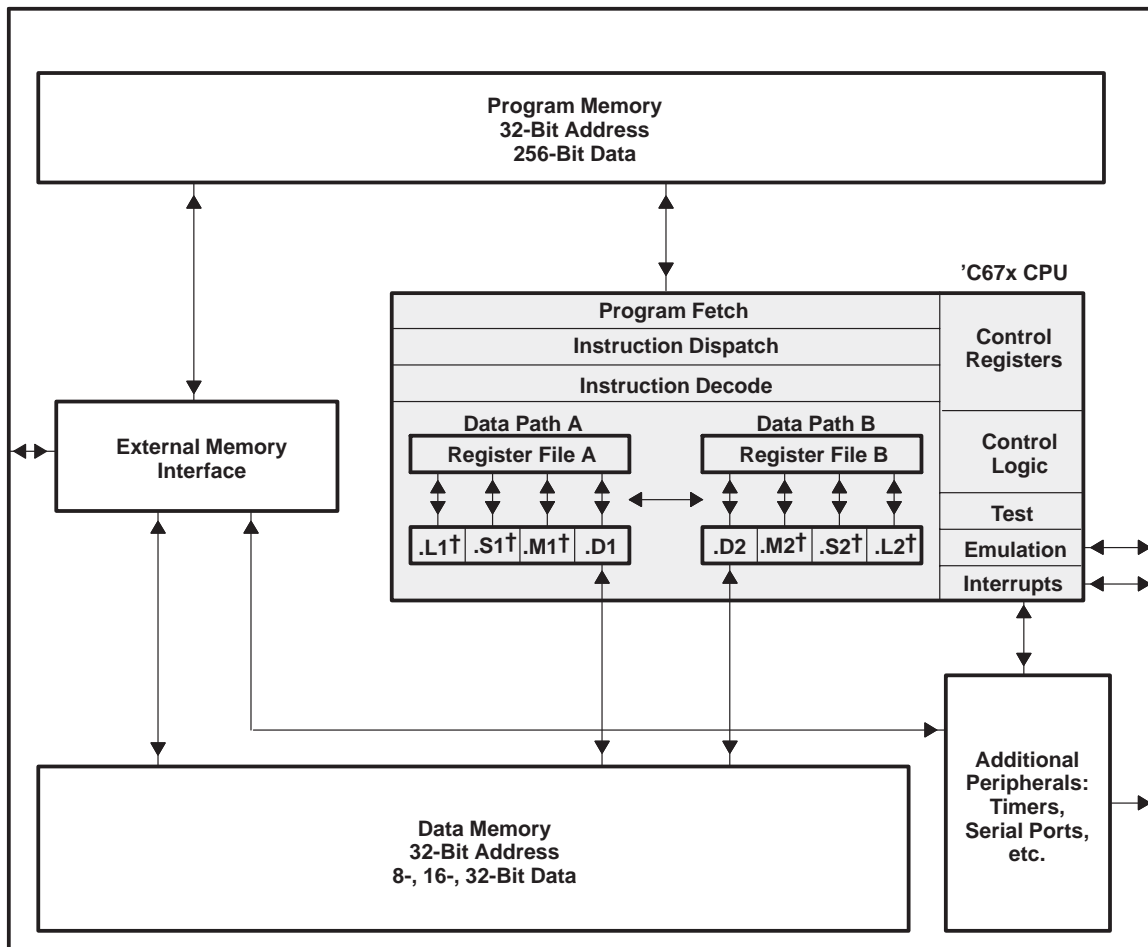 Program Memory
32-Bit Address
256-Bit Data
’C67x CPU
Program Fetch
Instruction Dispatch
Instruction Decode
Control
Registers
Control
Logic
Test
Emulation
Interrupts
External Memory
Interface
Data Path A
Register File A
.L1†
.S1†
.M1†
.D1
Data Path B
Register File B
.D2
.M2†
.S2†
.L2†
Additional
Peripherals:
Timers,
Serial Ports,
etc.
Data Memory
32-Bit Address
8-, 16-, 32-Bit Data